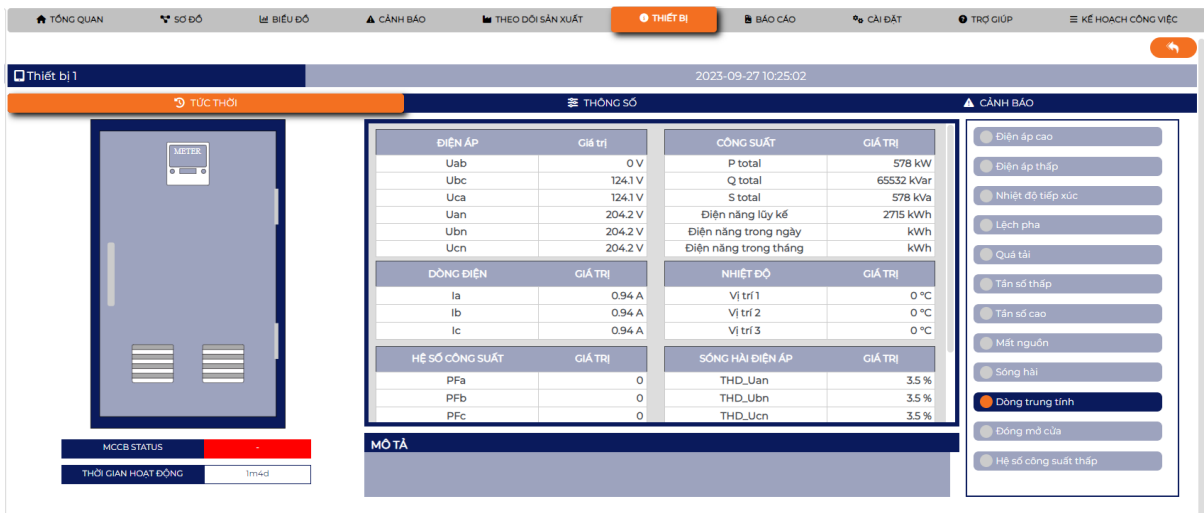 TỔNG QUAN SƠ ĐỒ BIỂU ĐỒ CẢNH BÁO THEO DÕI SẢN XUẤT THIẾT BỊ BÁO CÁO CÀI ĐẶT TRỢ GIÚP KẾ HOẠCH CÔNG VIỆC
Thiết bị 1 2023-09-27 10:25:02
TỨC THỜI THÔNG SỐ CẢNH BÁO
METER
ĐIỆN ÁP Giá trị
Uab 0 V
Ubc 124.1 V
Uca 124.1 V
Uan 204.2 V
Ubn 204.2 V
Ucn 204.2 V
DÒNG ĐIỆN GIÁ TRỊ
Ia 0.94 A
Ib 0.94 A
Ic 0.94 A
HỆ SỐ CÔNG SUẤT GIÁ TRỊ
PFa 0
PFb 0
PFc 0
CÔNG SUẤT GIÁ TRỊ
P total 578 kW
Q total 65532 kVar
S total 578 kVa
Điện năng lũy kế 2715 kWh
Điện năng trong ngày kWh
Điện năng trong tháng kWh
NHIỆT ĐỘ GIÁ TRỊ
Vị trí 1 0 °C
Vị trí 2 0 °C
Vị trí 3 0 °C
SÓNG HÀI ĐIỆN ÁP GIÁ TRỊ
THD_Uan 3.5 %
THD_Ubn 3.5 %
THD_Ucn 3.5 %
Điện áp cao
Điện áp thấp
Nhiệt độ tiếp xúc
Lệch pha
Quá tải
Tần số thấp
Tần số cao
Mất nguồn
Sóng hài
Dòng trung tính
Đóng mở cửa
Hệ số công suất thấp
MCCB STATUS -
THỜI GIAN HOẠT ĐỘNG 1m4d
MÔ TẢ